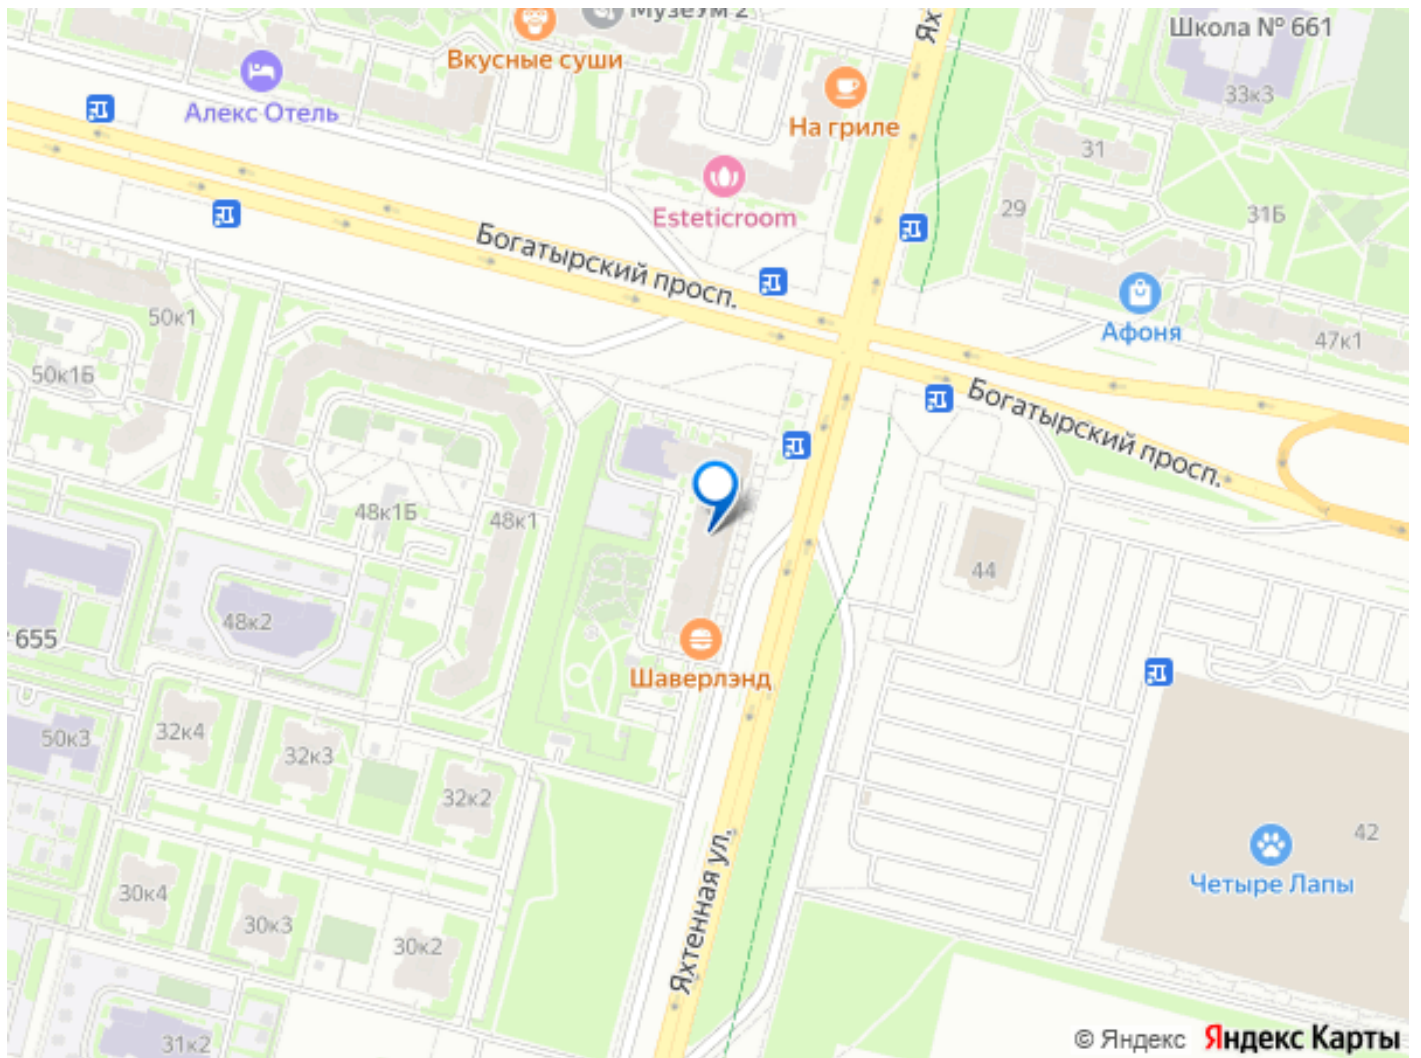 МузеУм 2
Школа № 661
Вкусные суши
Алекс Отель
33к3
На гриле
31
Esteticroom
29
31Б
Богатырский просп.
50к1
Афоня
47к1
50к1Б
Богатырский просп.
48к1Б
48к1
44
48к2
655
Шаверлэнд
50к3
32к4
32к3
32к2
42
Четыре Лапы
30к4
30к3
30к2
Яхтенная ул.
31к2
© Яндекс Яндекс Карты